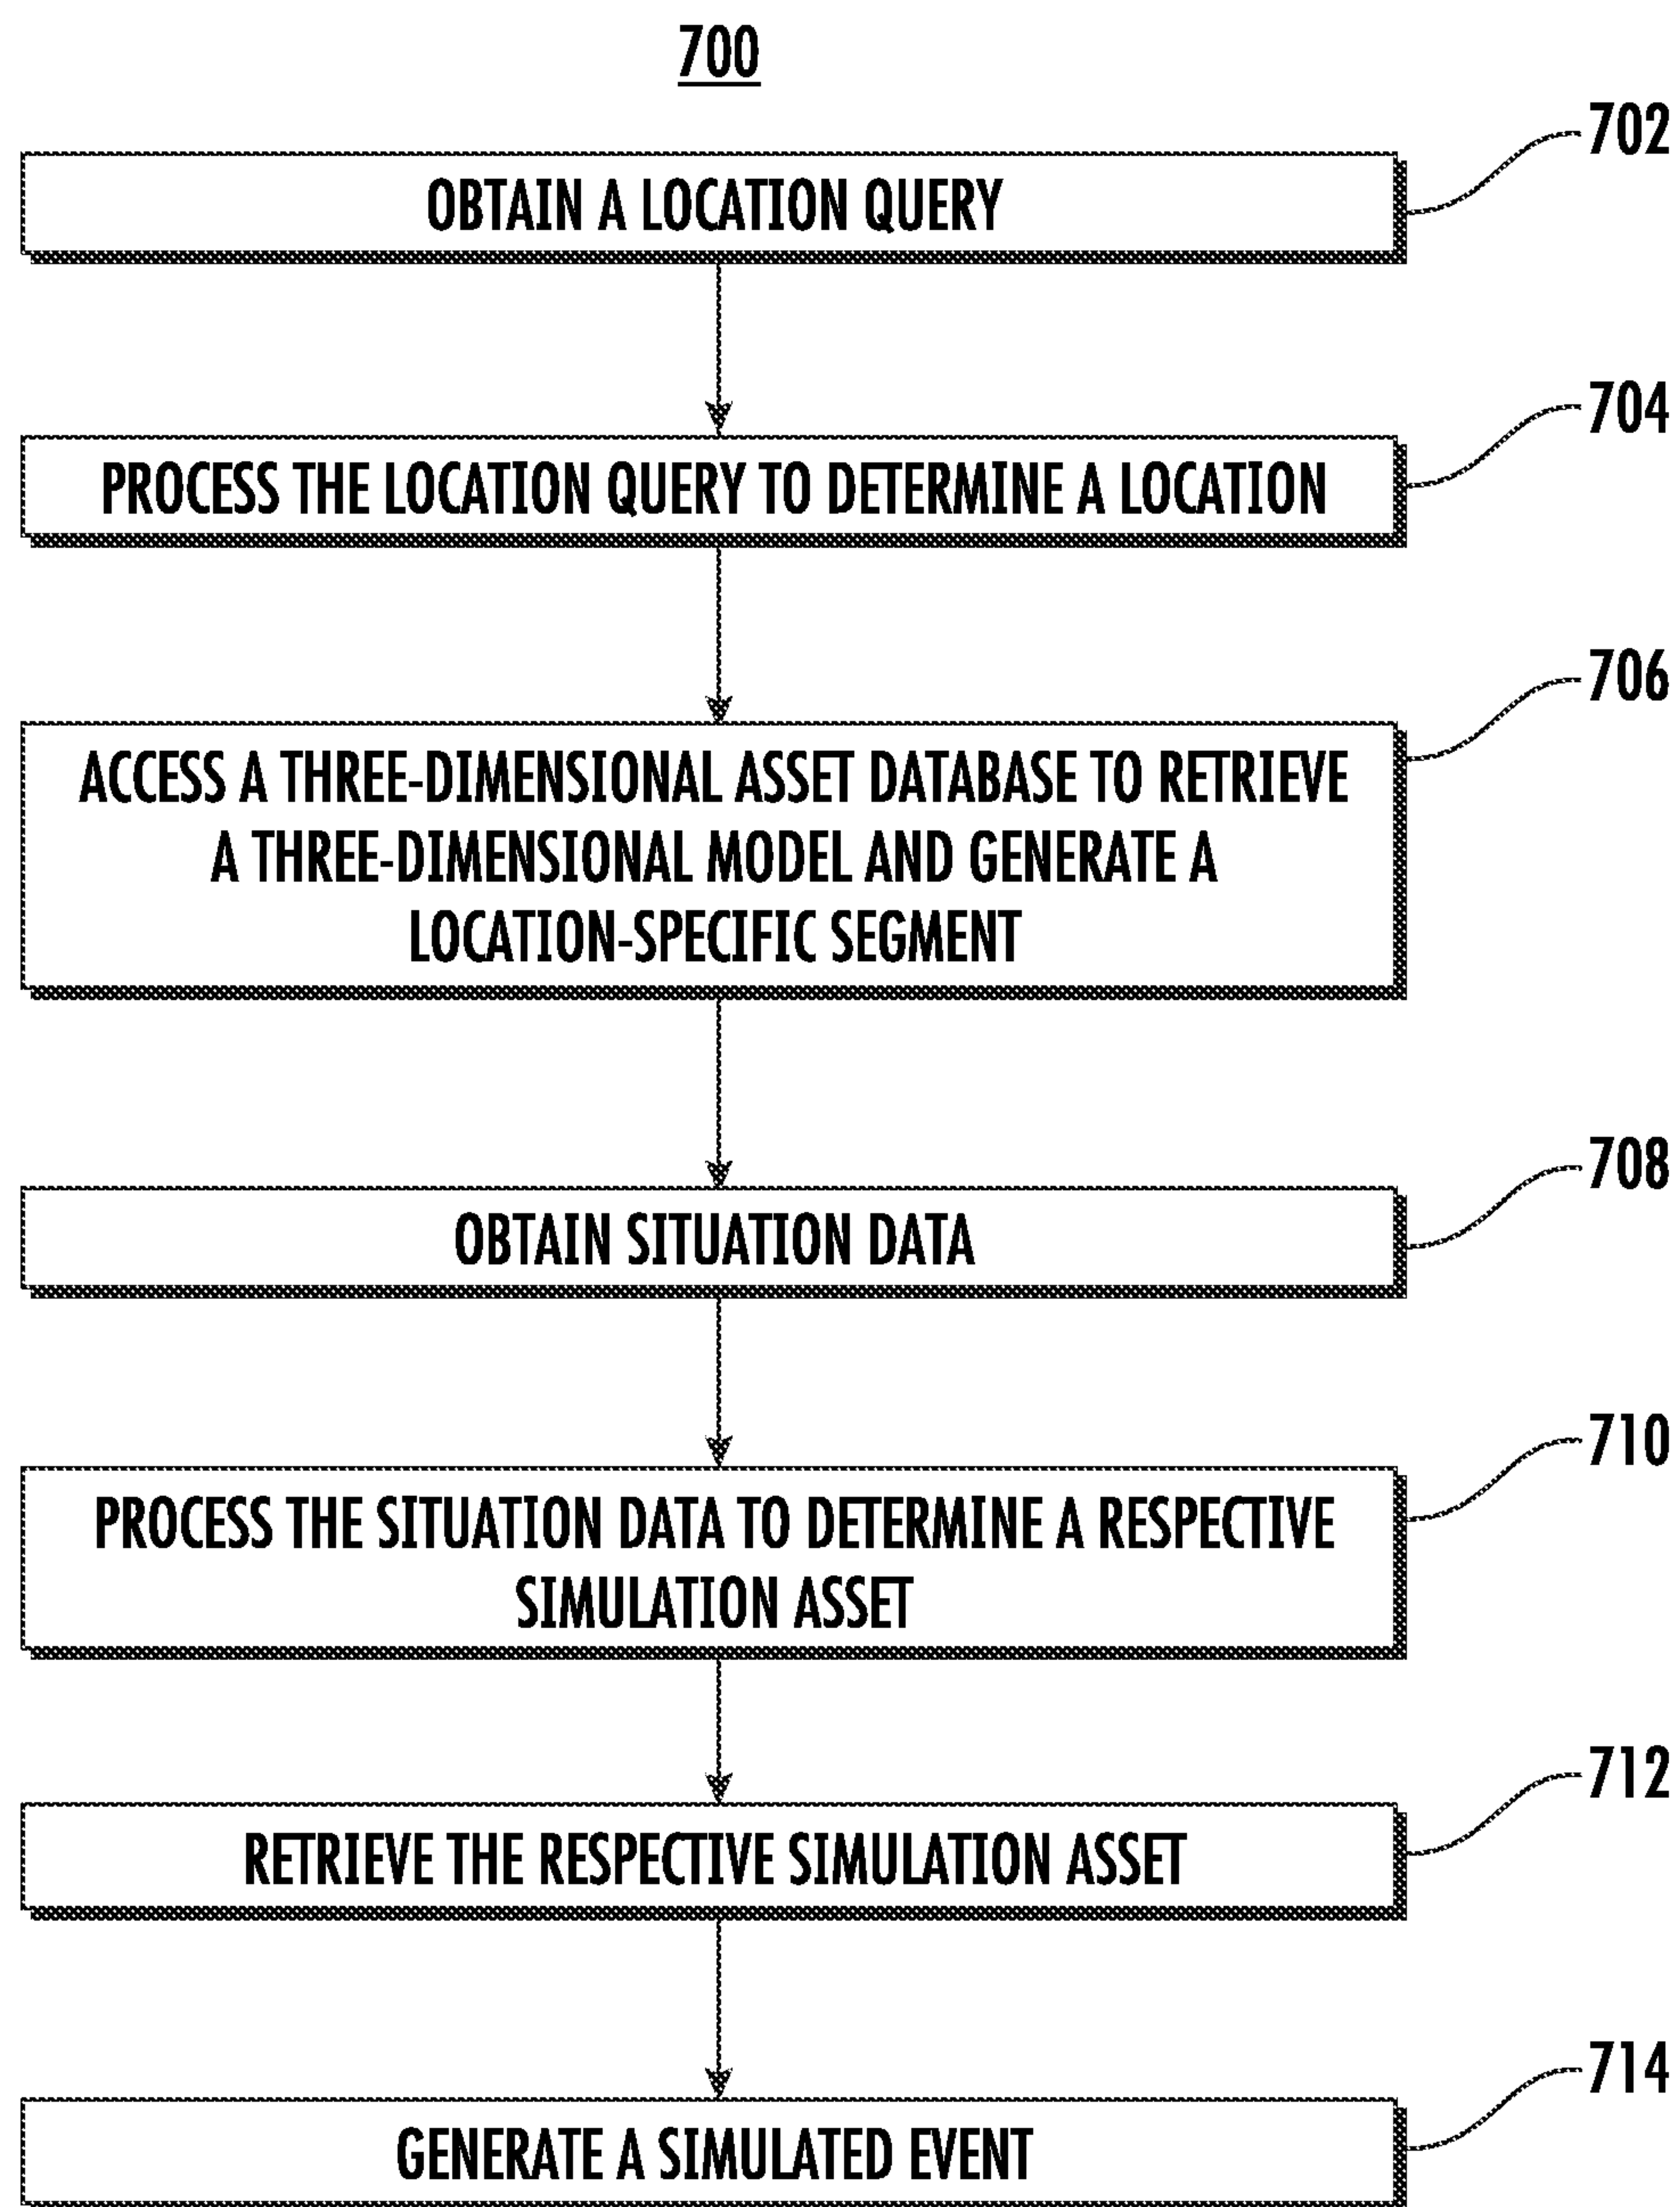 700
702
OBTAIN A LOCATION QUERY
704
PROCESS THE LOCATION QUERY TO DETERMINE A LOCATION
706
ACCESS A THREE-DIMENSIONAL ASSET DATABASE TO RETRIEVE
A THREE-DIMENSIONAL MODEL AND GENERATE A
LOCATION-SPECIFIC SEGMENT
708
OBTAIN SITUATION DATA
710
PROCESS THE SITUATION DATA TO DETERMINE A RESPECTIVE
SIMULATION ASSET
712
RETRIEVE THE RESPECTIVE SIMULATION ASSET
714
GENERATE A SIMULATED EVENT